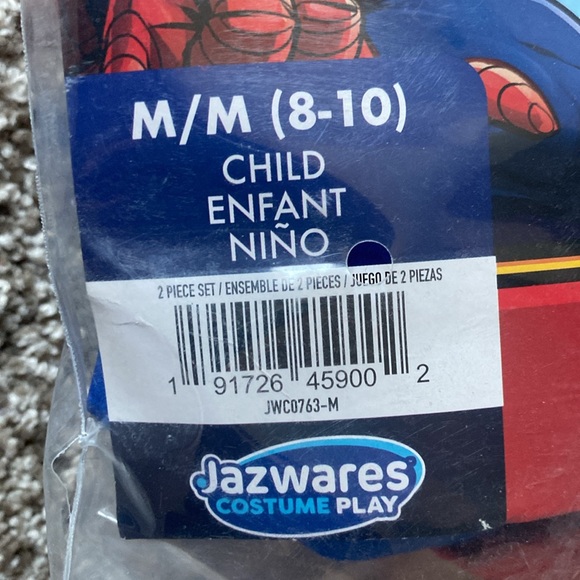 M/M (8-10)
CHILD
ENFANT
NIÑO
2 PIECE SET / ENSEMBLE DE 2 PIECES / JUEGO DE 2 PIEZAS
1 91726 45900 2
JWC0763-M
Jazwares
COSTUME PLAY